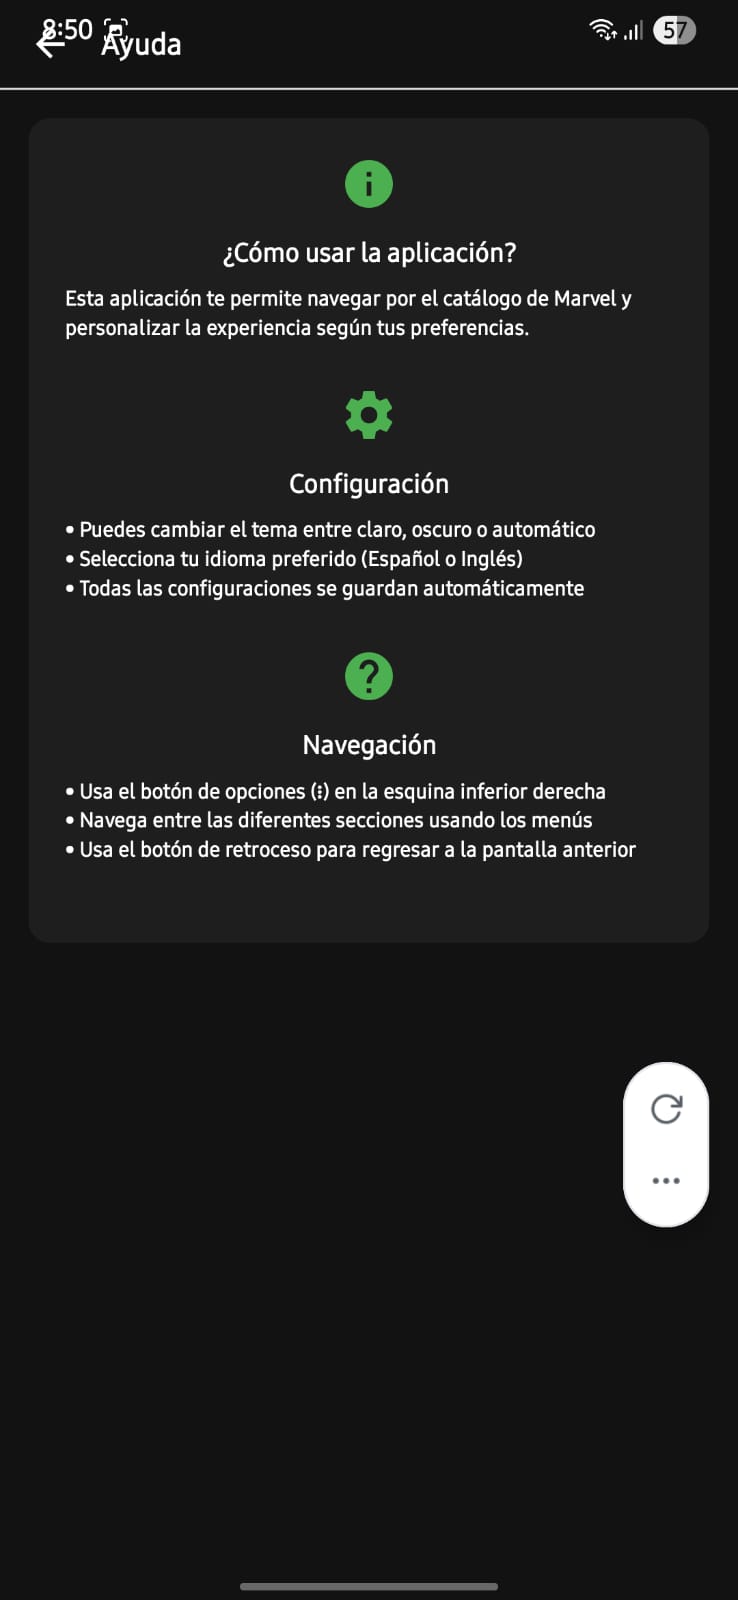 8:50
57
Ayuda
¿Cómo usar la aplicación?
Esta aplicación te permite navegar por el catálogo de Marvel y
personalizar la experiencia según tus preferencias.
Configuración
• Puedes cambiar el tema entre claro, oscuro o automático
• Selecciona tu idioma preferido (Español o Inglés)
• Todas las configuraciones se guardan automáticamente
Navegación
• Usa el botón de opciones (⋮) en la esquina inferior derecha
• Navega entre las diferentes secciones usando los menús
• Usa el botón de retroceso para regresar a la pantalla anterior